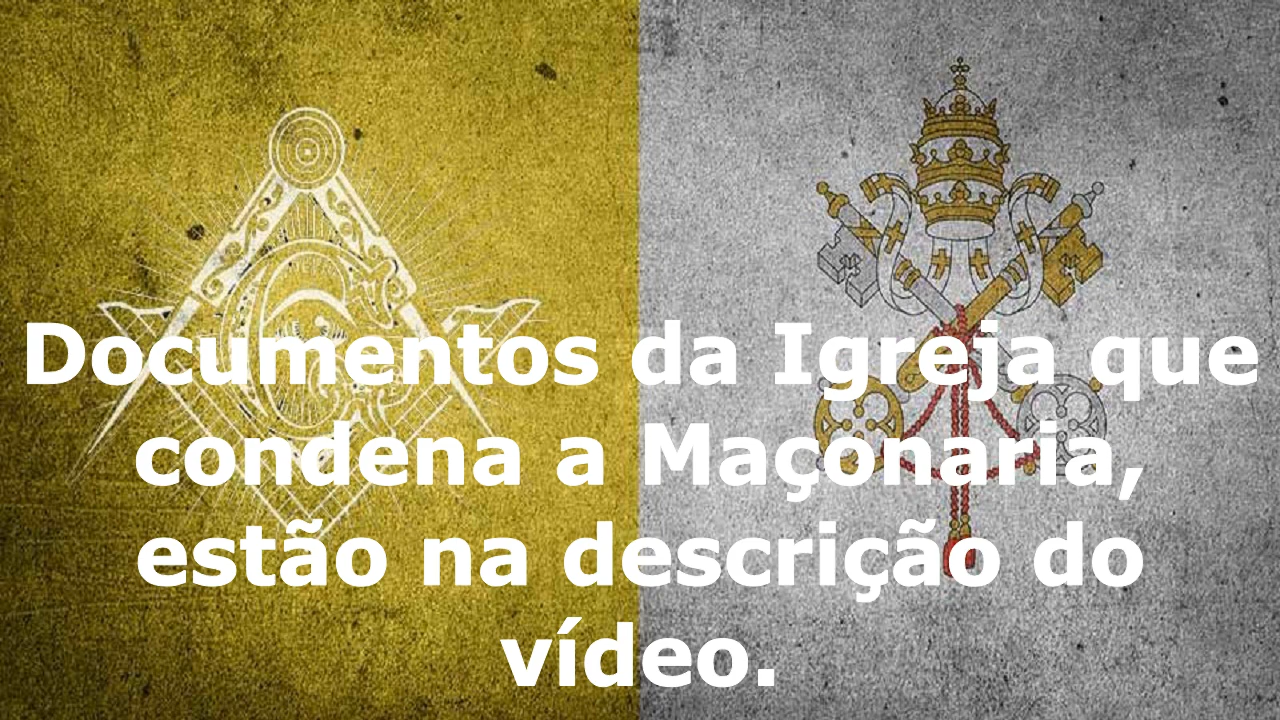 Documentos da Igreja que
condena a Maçonaria,
estão na descrição do
vídeo.